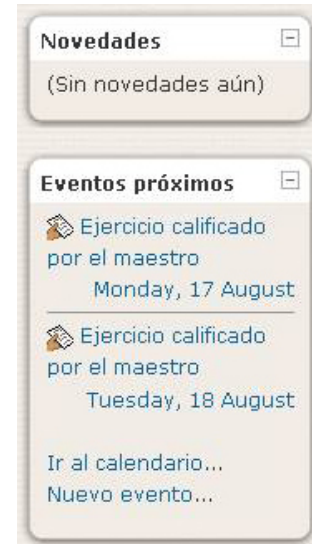 Novedades
(Sin novedades aún)
Eventos próximos
Ejercicio calificado
por el maestro
Monday, 17 August
Ejercicio calificado
por el maestro
Tuesday, 18 August
Ir al calendario...
Nuevo evento...